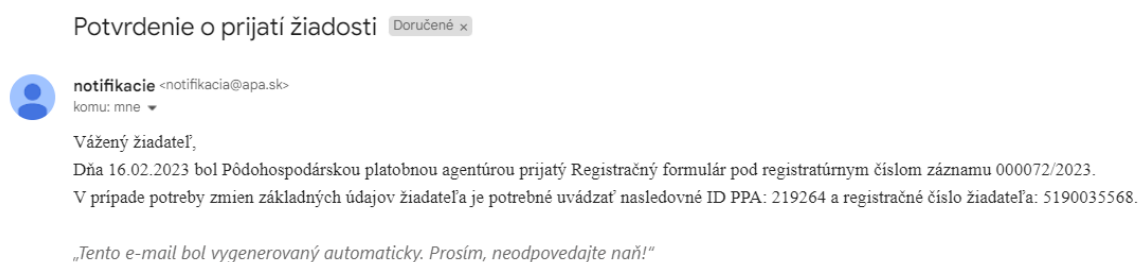 Potvrdenie o prijatí žiadosti Doručené ×
notifikacie <notifikacia@apa.sk>
komu: mne
Vážený žiadateľ,
Dňa 16.02.2023 bol Pôdohospodárskou platobnou agentúrou prijatý Registračný formulár pod registratúrnym číslom záznamu 000072/2023.
V prípade potreby zmien základných údajov žiadateľa je potrebné uvádzať nasledovné ID PPA: 219264 a registračné číslo žiadateľa: 5190035568.
„Tento e-mail bol vygenerovaný automaticky. Prosím, neodpovedajte naň!“